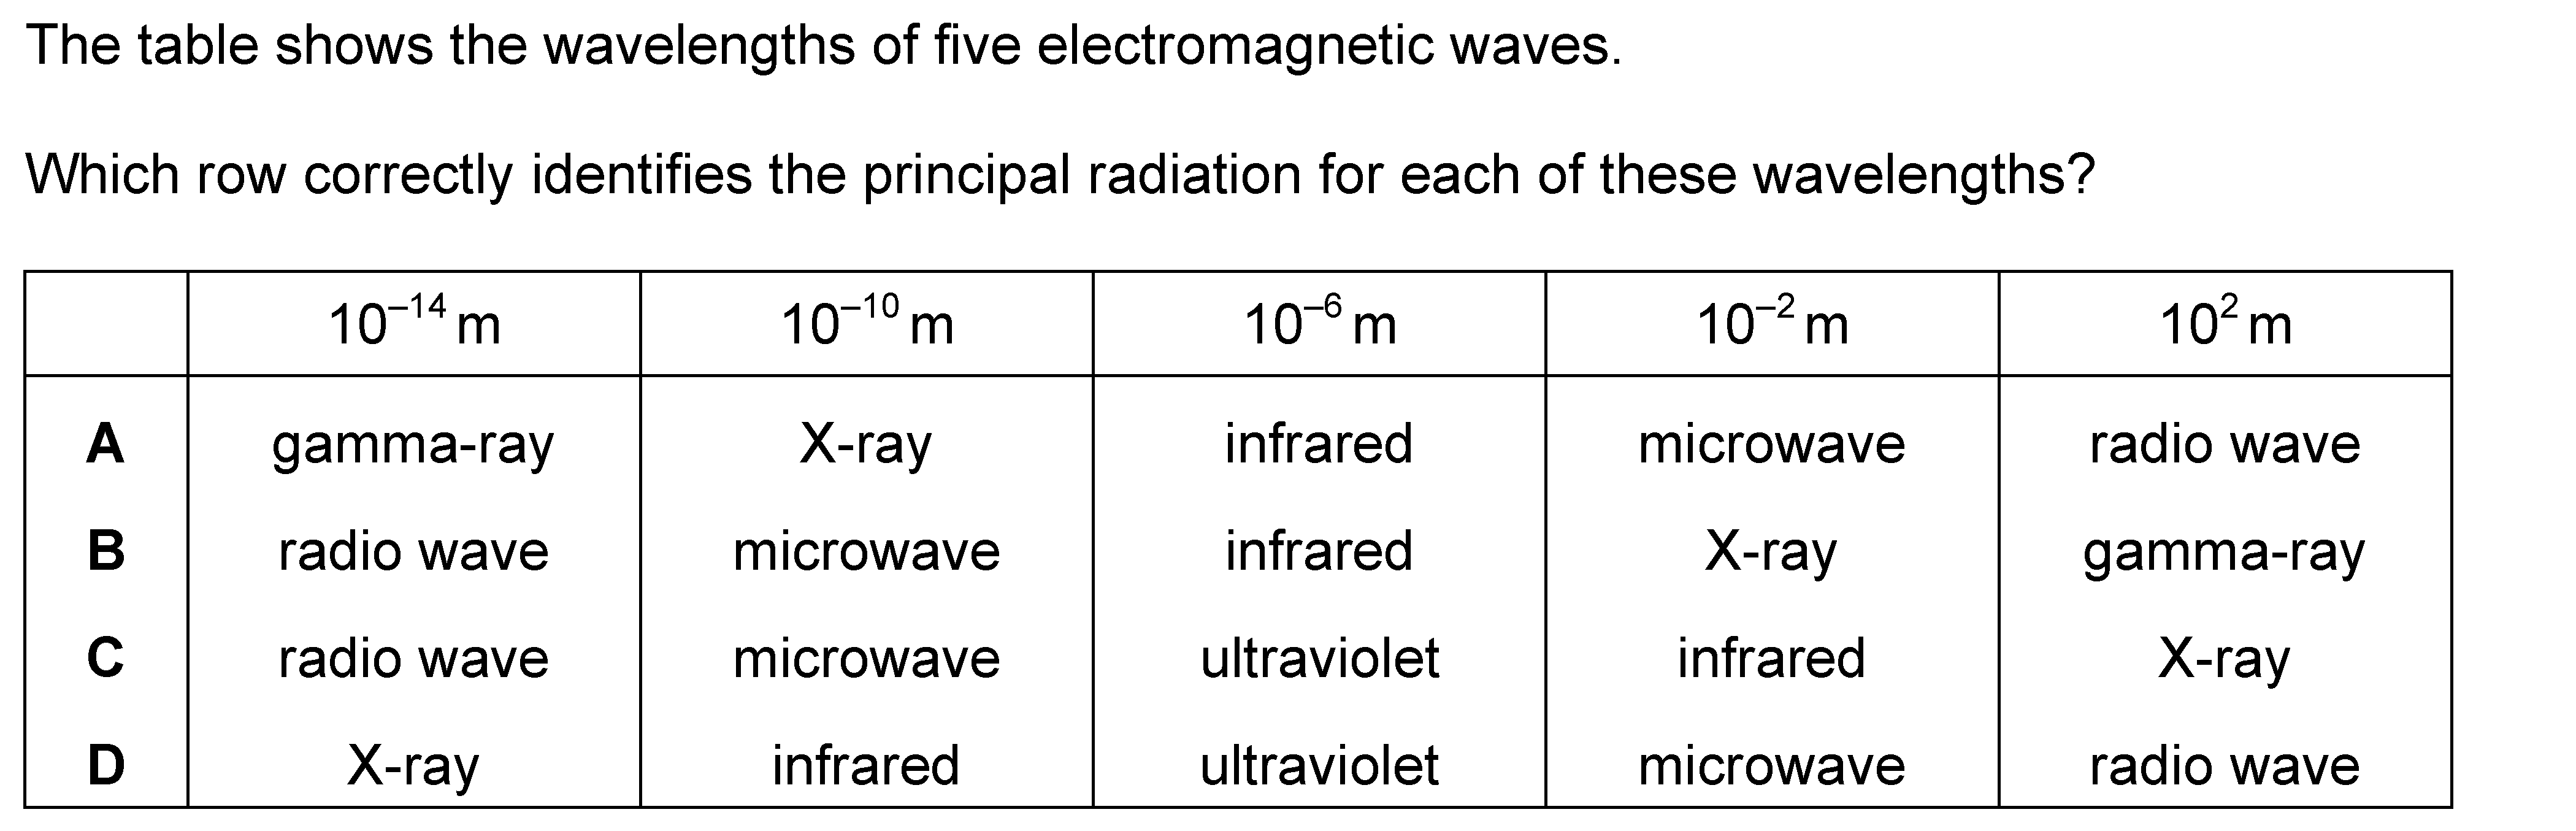 The table shows the wavelengths of five electromagnetic waves.
Which row correctly identifies the principal radiation for each of these wavelengths?
10⁻¹⁴ m 10⁻¹⁰ m 10⁻⁶ m 10⁻² m 10² m
A gamma-ray X-ray infrared microwave radio wave
B radio wave microwave infrared X-ray gamma-ray
C radio wave microwave ultraviolet infrared X-ray
D X-ray infrared ultraviolet microwave radio wave